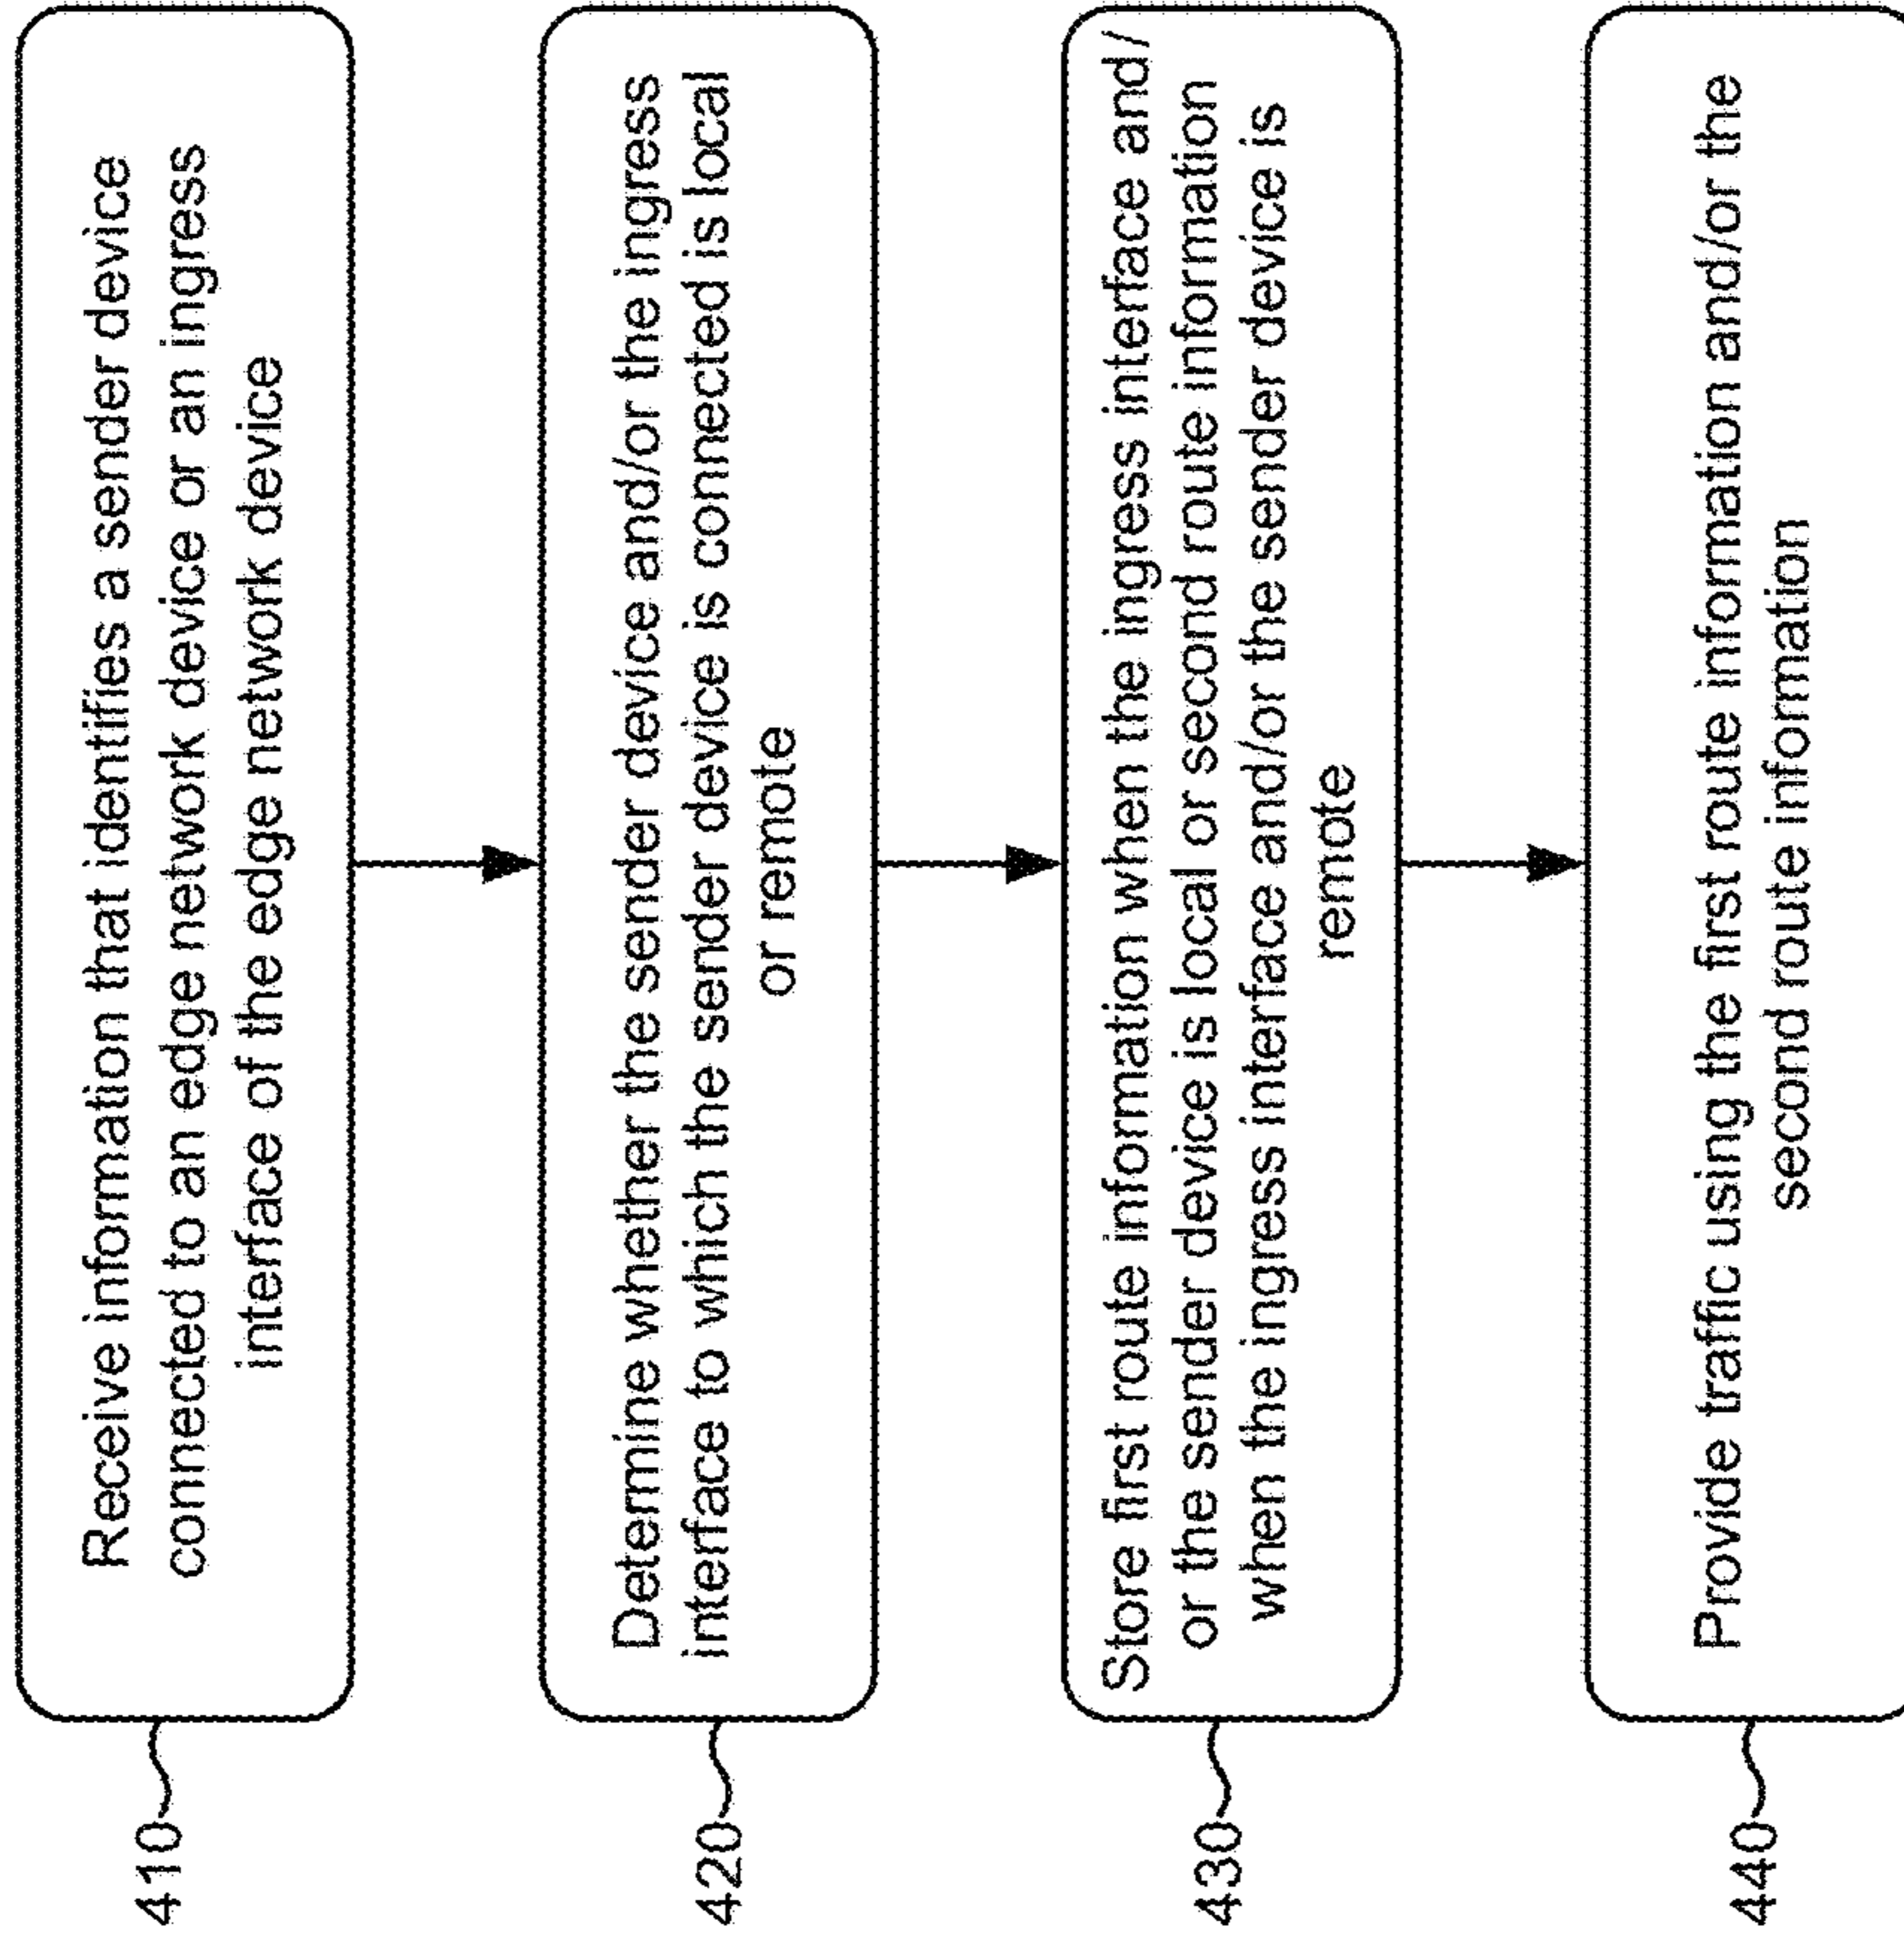 410
Receive information that identifies a sender device
connected to an edge network device or an ingress
interface of the edge network device
420
Determine whether the sender device and/or the ingress
interface to which the sender device is connected is local
or remote
430
Store first route information when the ingress interface and/
or the sender device is local or second route information
when the ingress interface and/or the sender device is
remote
440
Provide traffic using the first route information and/or the
second route information